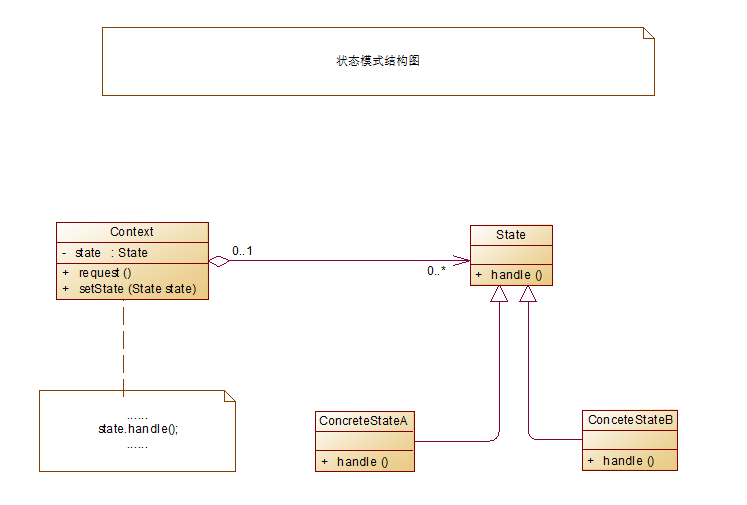 状态模式结构图
Context
- state : State
+ request ()
+ setState (State state)
0..1
0..*
State
+ handle ()
......
state.handle();
......
ConcreteStateA
+ handle ()
ConceteStateB
+ handle ()